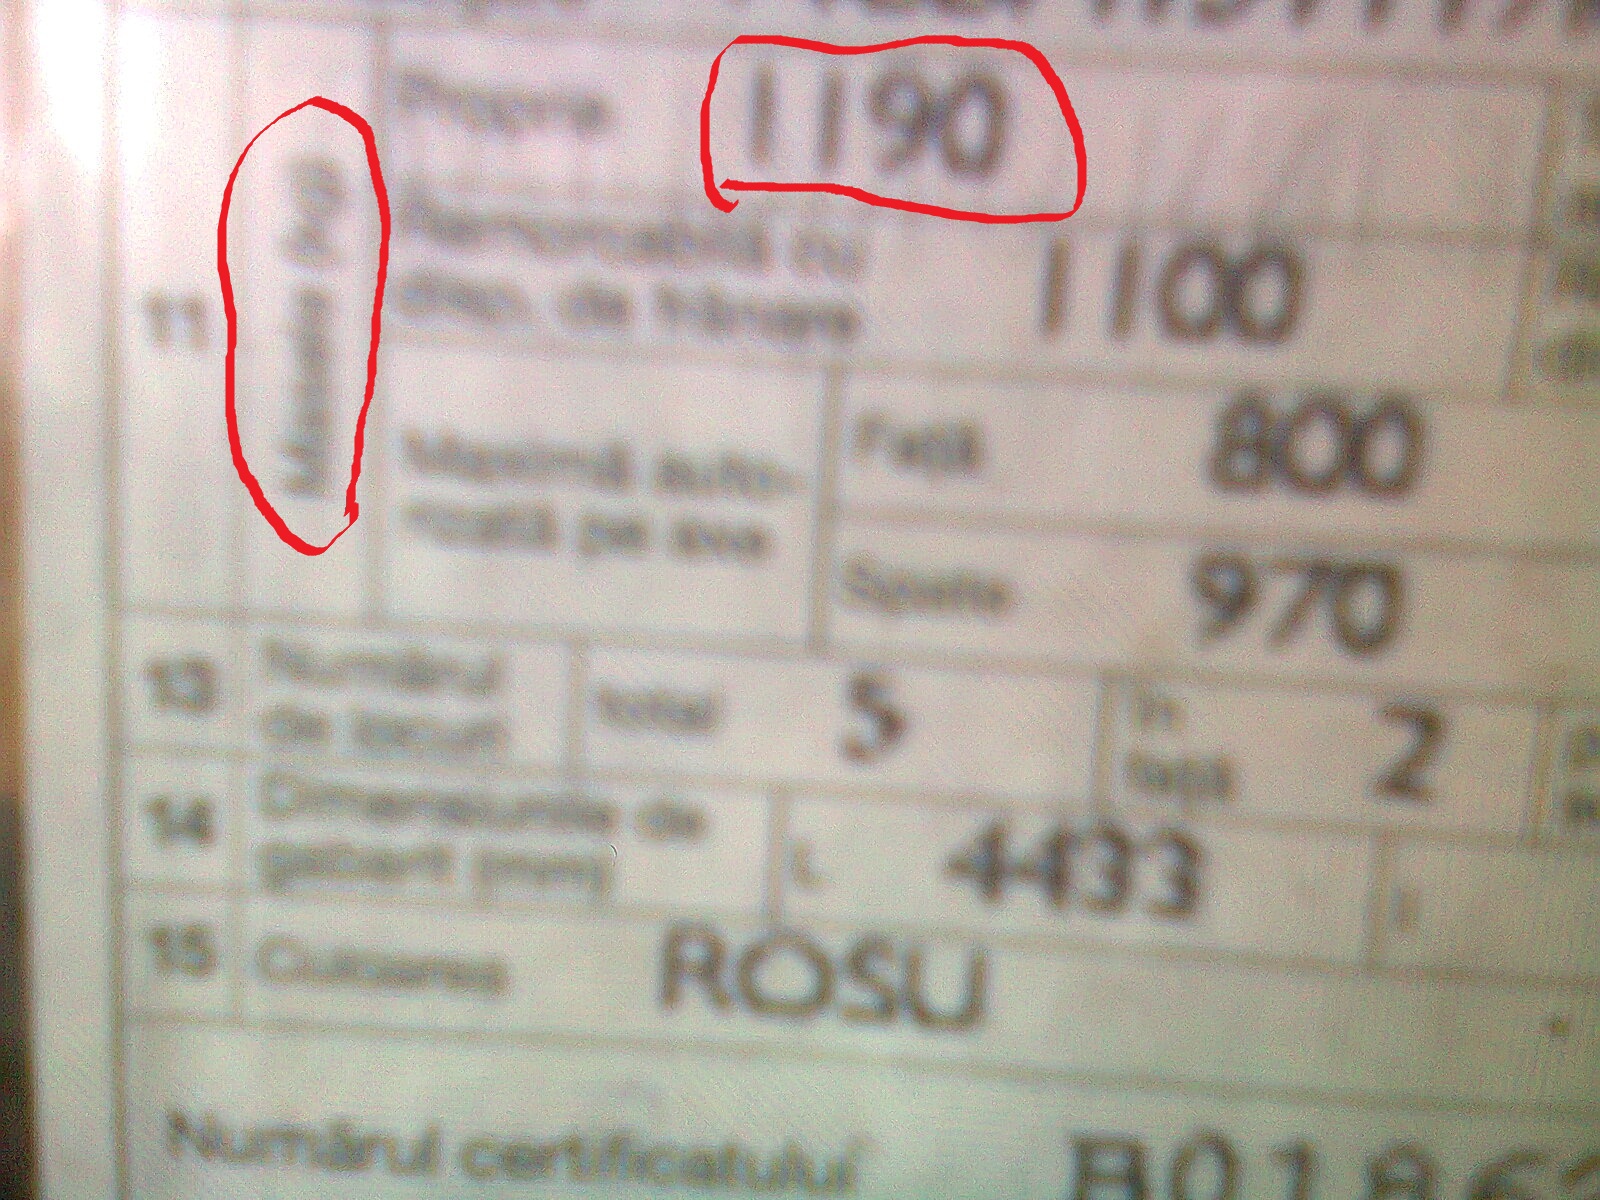 Proprie 1190
11 Masea (kg) Remorcabilă cu
disp. de frânare 1100
Maximă auto-
rizată pe axe
Față 800
Spate 970
13 Numărul
de locuri total 5 în
față 2
14 Dimensiunile de
gabarit (mm) L 4433 l
15 Culoarea ROSU
Numărul certificatului